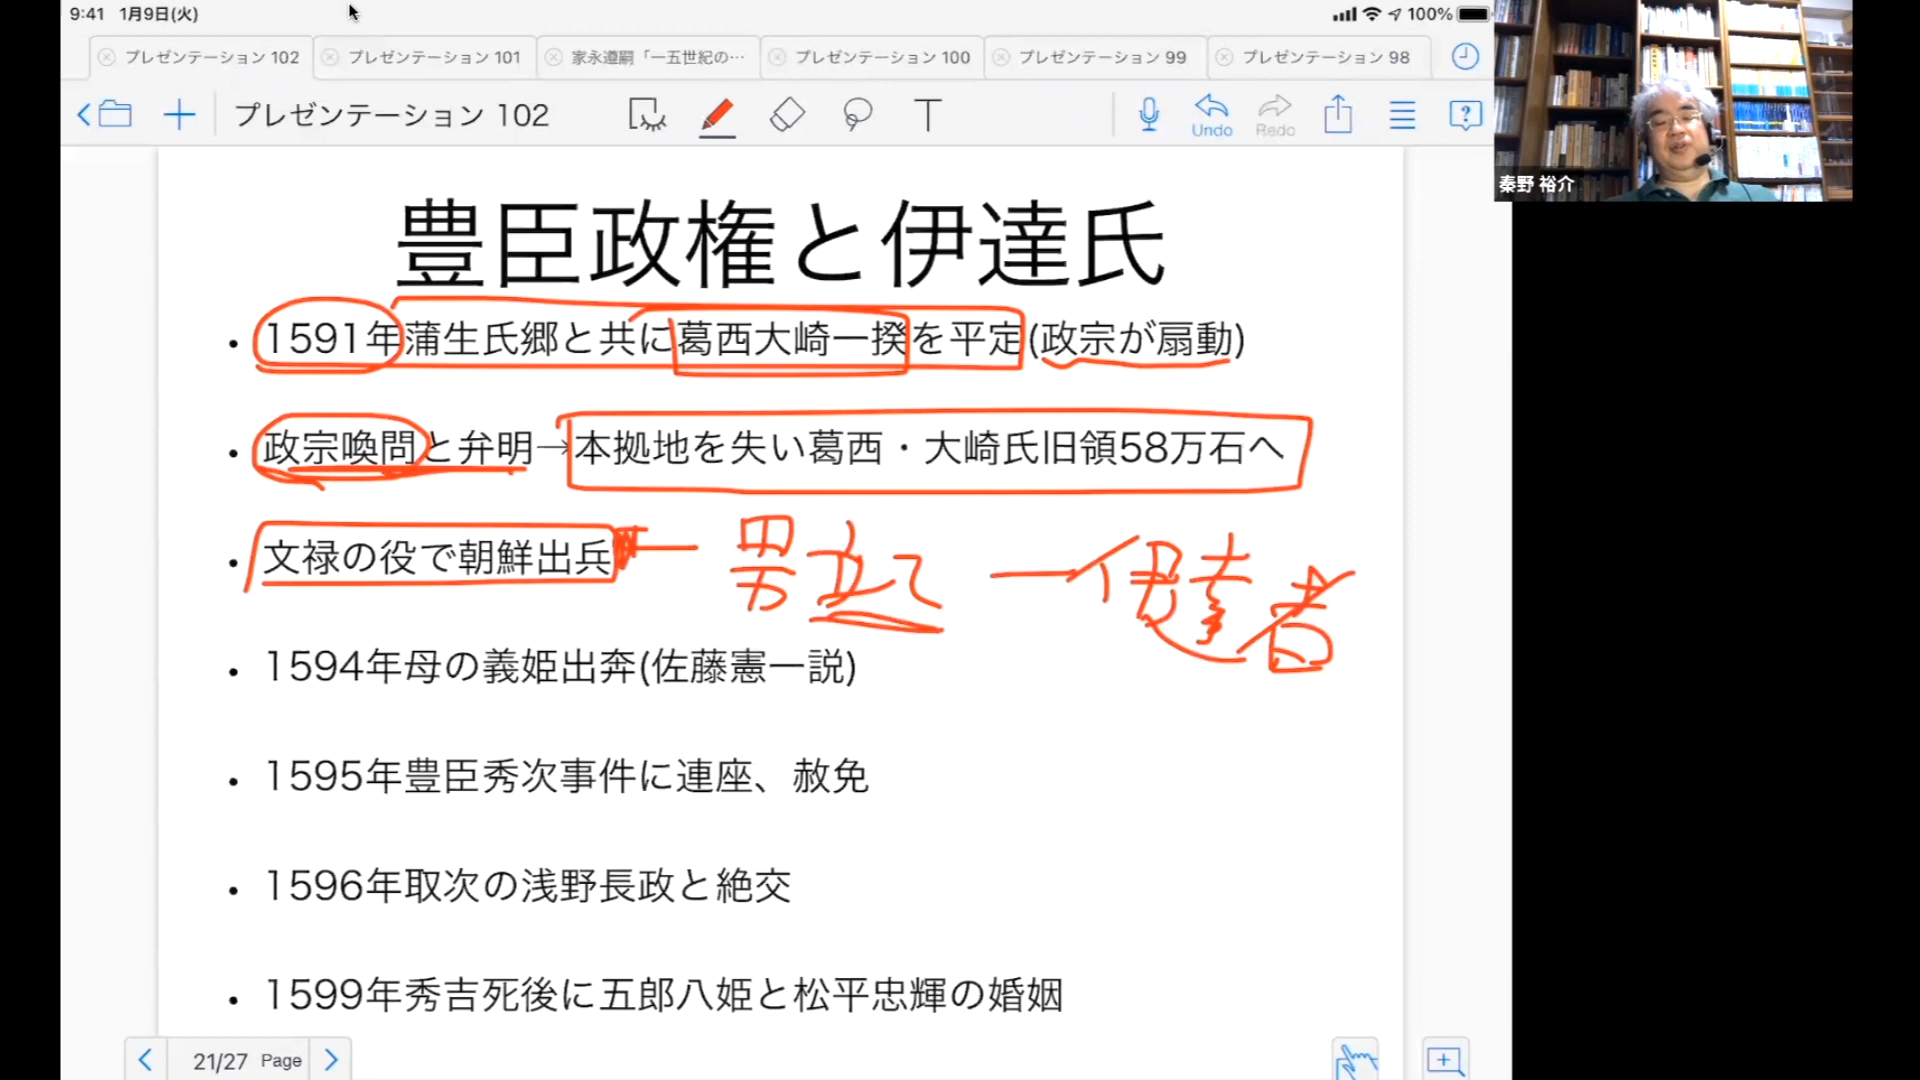 9:41 1月9日(火)
100%
プレゼンテーション 102
プレゼンテーション 101
家永遵嗣「一五世紀の…
プレゼンテーション 100
プレゼンテーション 99
プレゼンテーション 98
プレゼンテーション 102
T
Undo
Redo
秦野 裕介
豊臣政権と伊達氏
• 1591年蒲生氏郷と共に葛西大崎一揆を平定(政宗が扇動)
• 政宗喚問と弁明→本拠地を失い葛西・大崎氏旧領58万石へ
• 文禄の役で朝鮮出兵
男立て
伊達者
• 1594年母の義姫出奔(佐藤憲一説)
• 1595年豊臣秀次事件に連座、赦免
• 1596年取次の浅野長政と絶交
• 1599年秀吉死後に五郎八姫と松平忠輝の婚姻
21/27 Page